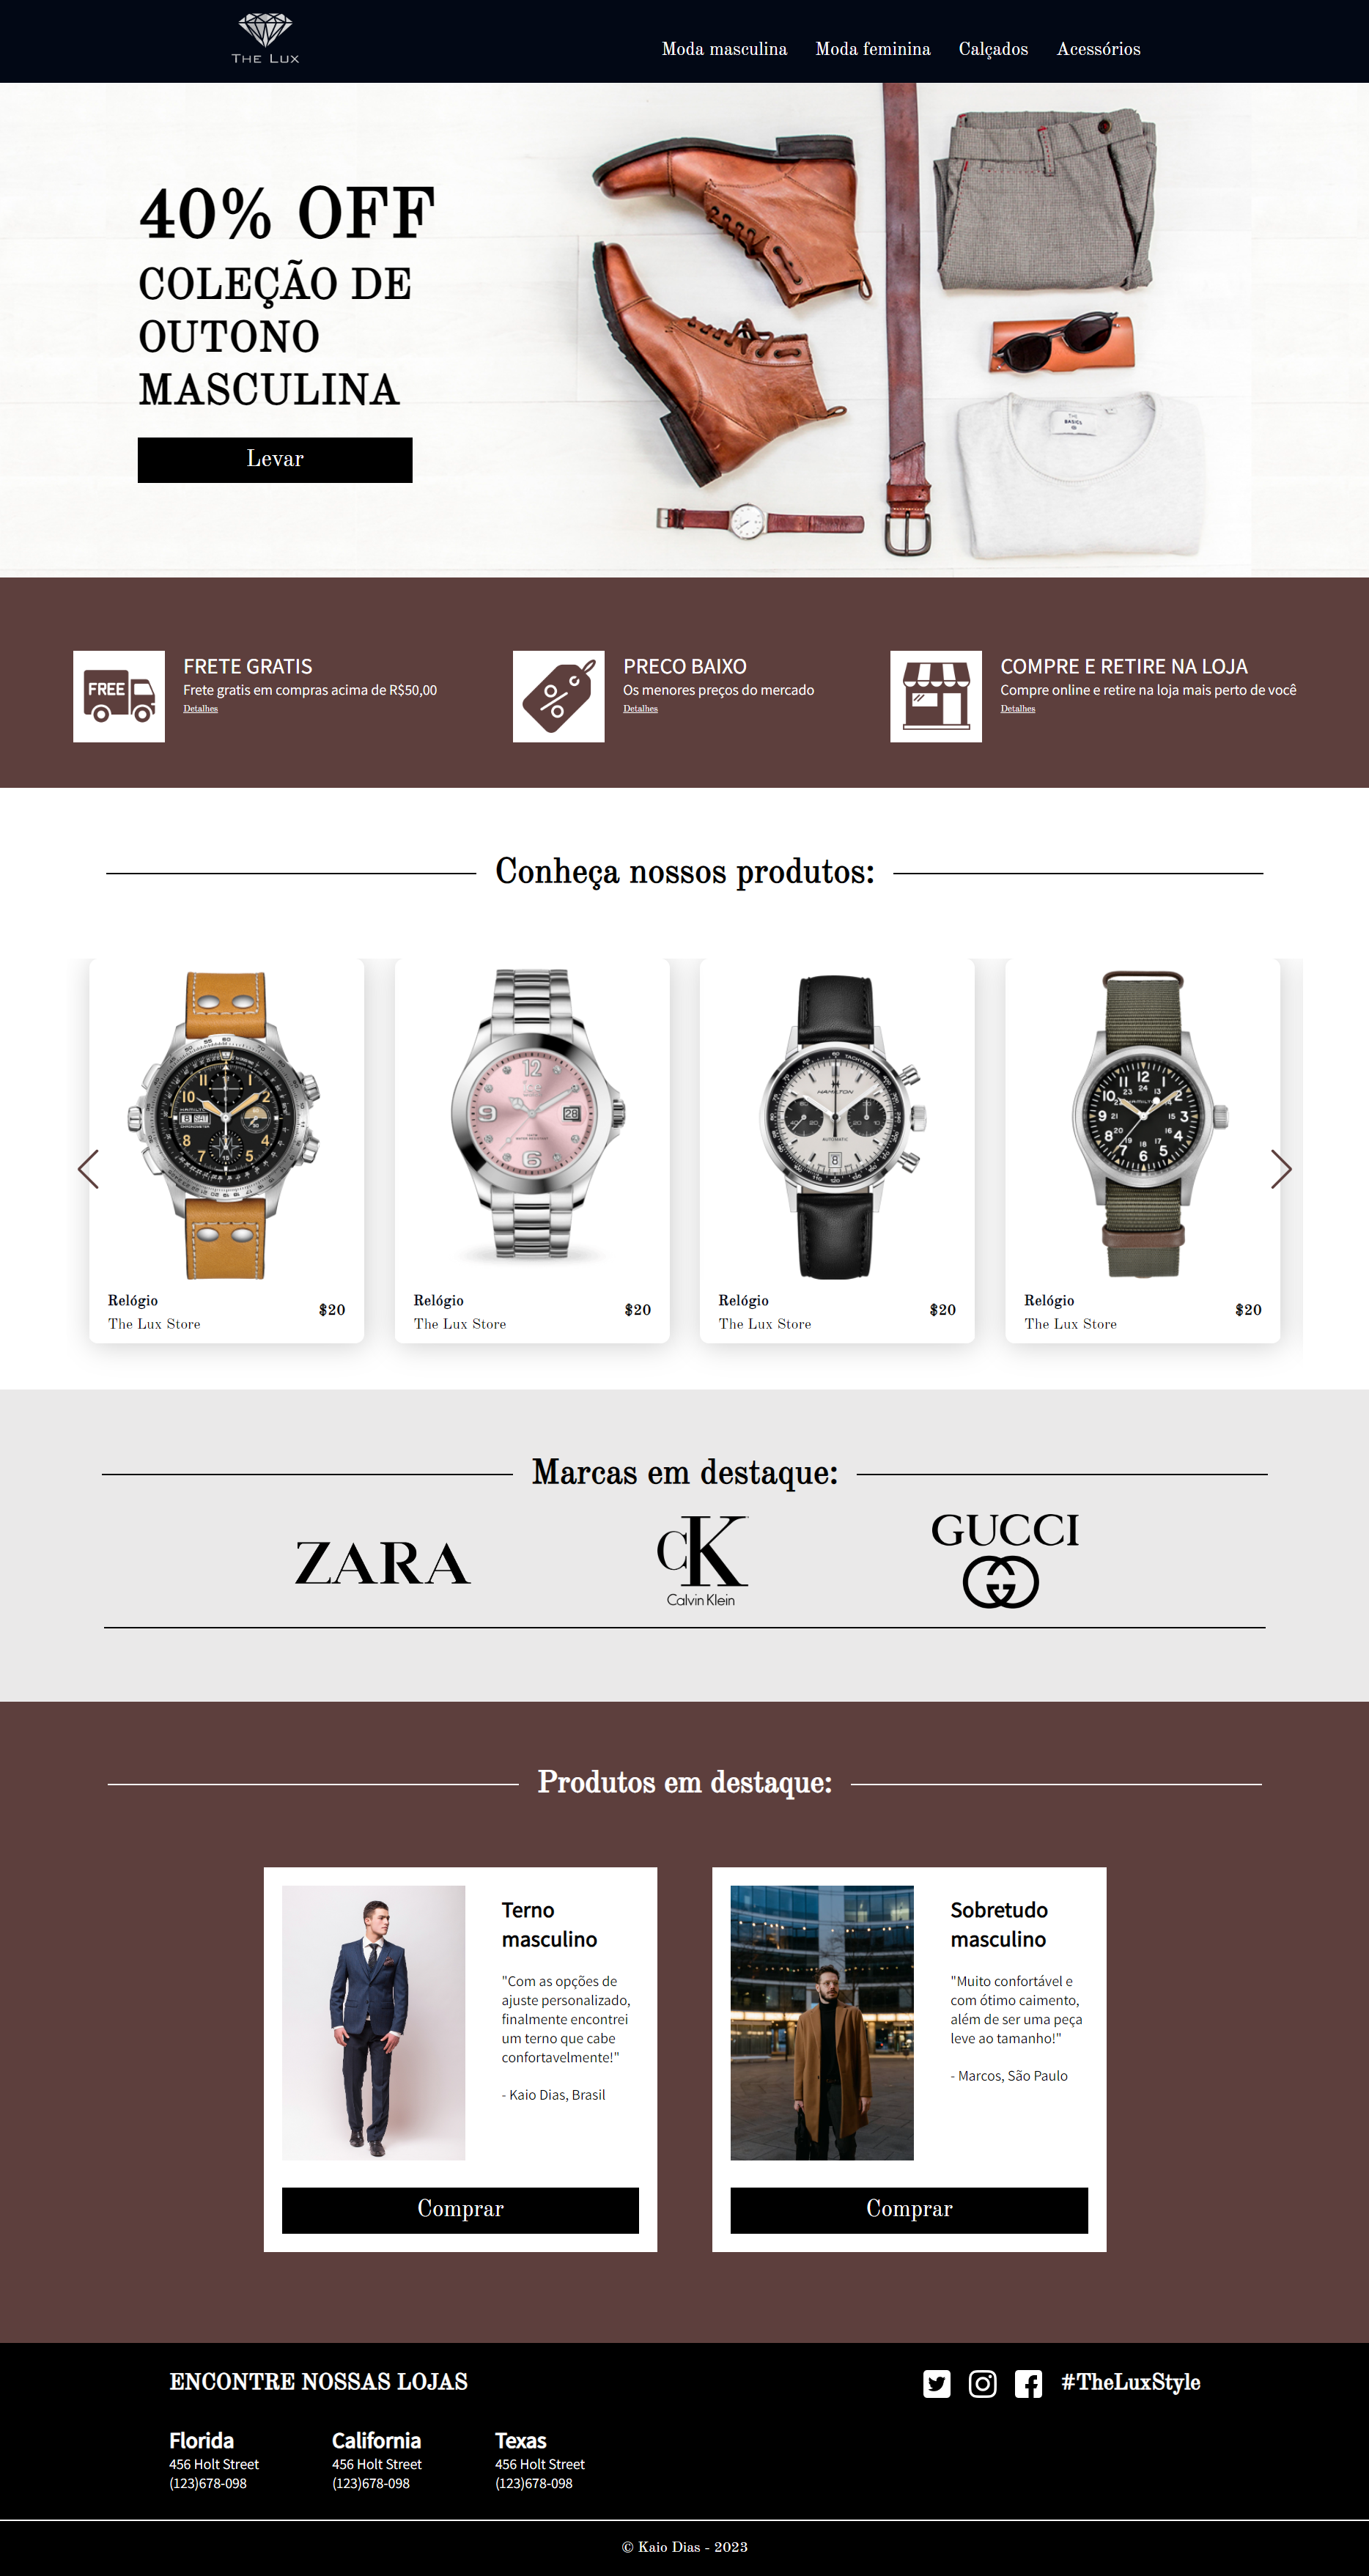 THE LUX
Moda masculina Moda feminina Calçados Acessórios
40% OFF
COLEÇÃO DE
OUTONO
MASCULINA
Levar
THE
BASICS
FREE
FRETE GRATIS
Frete gratis em compras acima de R$50,00
Detalhes
PRECO BAIXO
Os menores preços do mercado
Detalhes
COMPRE E RETIRE NA LOJA
Compre online e retire na loja mais perto de você
Detalhes
Conheça nossos produtos:
Relógio
The Lux Store
$20
Relógio
The Lux Store
$20
Relógio
The Lux Store
$20
Relógio
The Lux Store
$20
Marcas em destaque:
ZARA
CK
Calvin Klein
GUCCI
Produtos em destaque:
Terno
masculino
"Com as opções de
ajuste personalizado,
finalmente encontrei
um terno que cabe
confortavelmente!"
- Kaio Dias, Brasil
Comprar
Sobretudo
masculino
"Muito confortável e
com ótimo caimento,
além de ser uma peça
leve ao tamanho!"
- Marcos, São Paulo
Comprar
ENCONTRE NOSSAS LOJAS
#TheLuxStyle
Florida
456 Holt Street
(123)678-098
California
456 Holt Street
(123)678-098
Texas
456 Holt Street
(123)678-098
© Kaio Dias - 2023